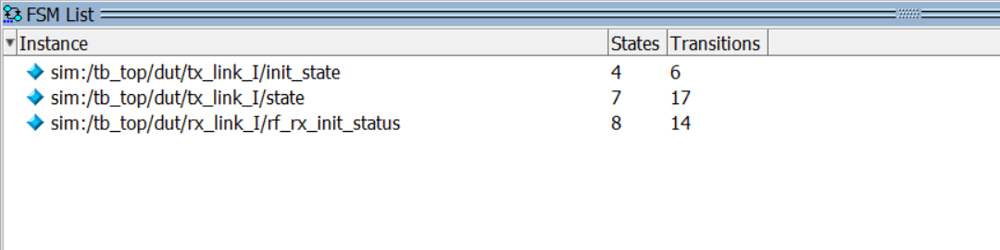 FSM List
Instance States Transitions
sim:/tb_top/dut/tx_link_I/init_state 4 6
sim:/tb_top/dut/tx_link_I/state 7 17
sim:/tb_top/dut/rx_link_I/rf_rx_init_status 8 14